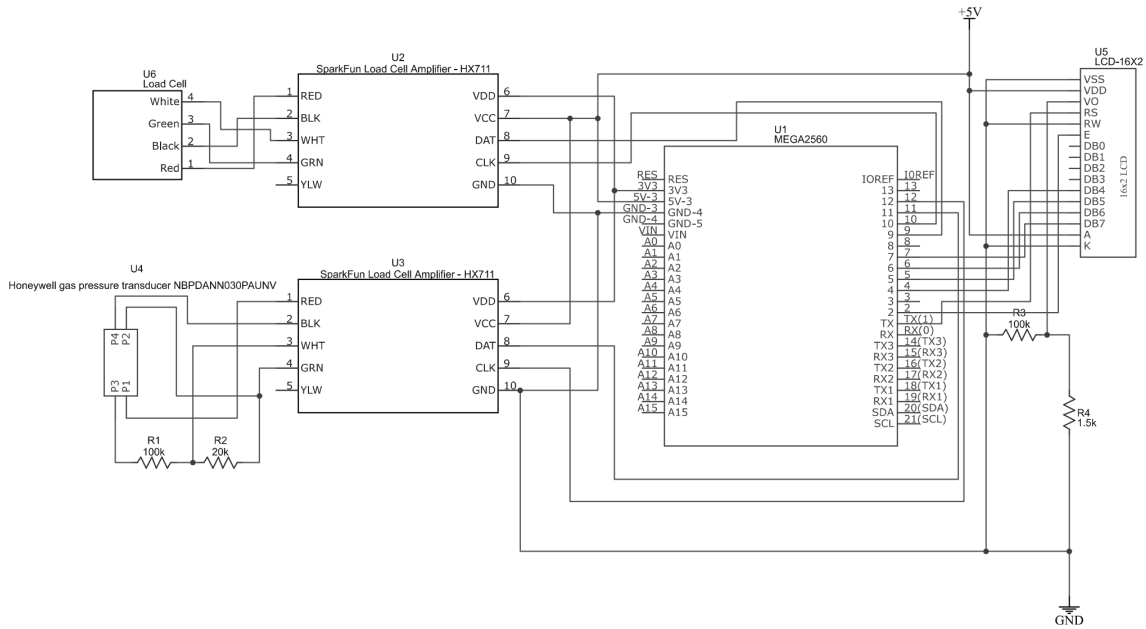 +5V
U5
LCD-16X2
VSS
VDD
VO
RS
RW
E
DB0
DB1
DB2
DB3
DB4
DB5
DB6
DB7
A
K
16x2 LCD
U6
Load Cell
White 4
Green 3
Black 2
Red 1
U2
SparkFun Load Cell Amplifier - HX711
1 RED VDD 6
2 BLK VCC 7
3 WHT DAT 8
4 GRN CLK 9
5 YLW GND 10
U1
MEGA2560
RES RES IOREF IOREF
3V3 3V3 13 13
5V-3 5V-3 12 12
GND-3 GND-4 11 11
GND-4 GND-5 10 10
VIN VIN 9 9
A0 A0 8 8
A1 A1 7 7
A2 A2 6 6
A3 A3 5 5
A4 A4 4 4
A5 A5 3 3
A6 A6 2 2
A7 A7 TX TX(1)
A8 A8 RX RX(0)
A9 A9 TX3 14(TX3)
A10 A10 RX3 15(RX3)
A11 A11 TX2 16(TX2)
A12 A12 RX2 17(RX2)
A13 A13 TX1 18(TX1)
A14 A14 RX1 19(RX1)
A15 A15 SDA 20(SDA)
SCL 21(SCL)
U4
Honeywell gas pressure transducer NBPDANN030PAUNV
P4 P2
P3 P1
U3
SparkFun Load Cell Amplifier - HX711
1 RED VDD 6
2 BLK VCC 7
3 WHT DAT 8
4 GRN CLK 9
5 YLW GND 10
R1
100k
R2
20k
R3
100k
R4
1.5k
GND